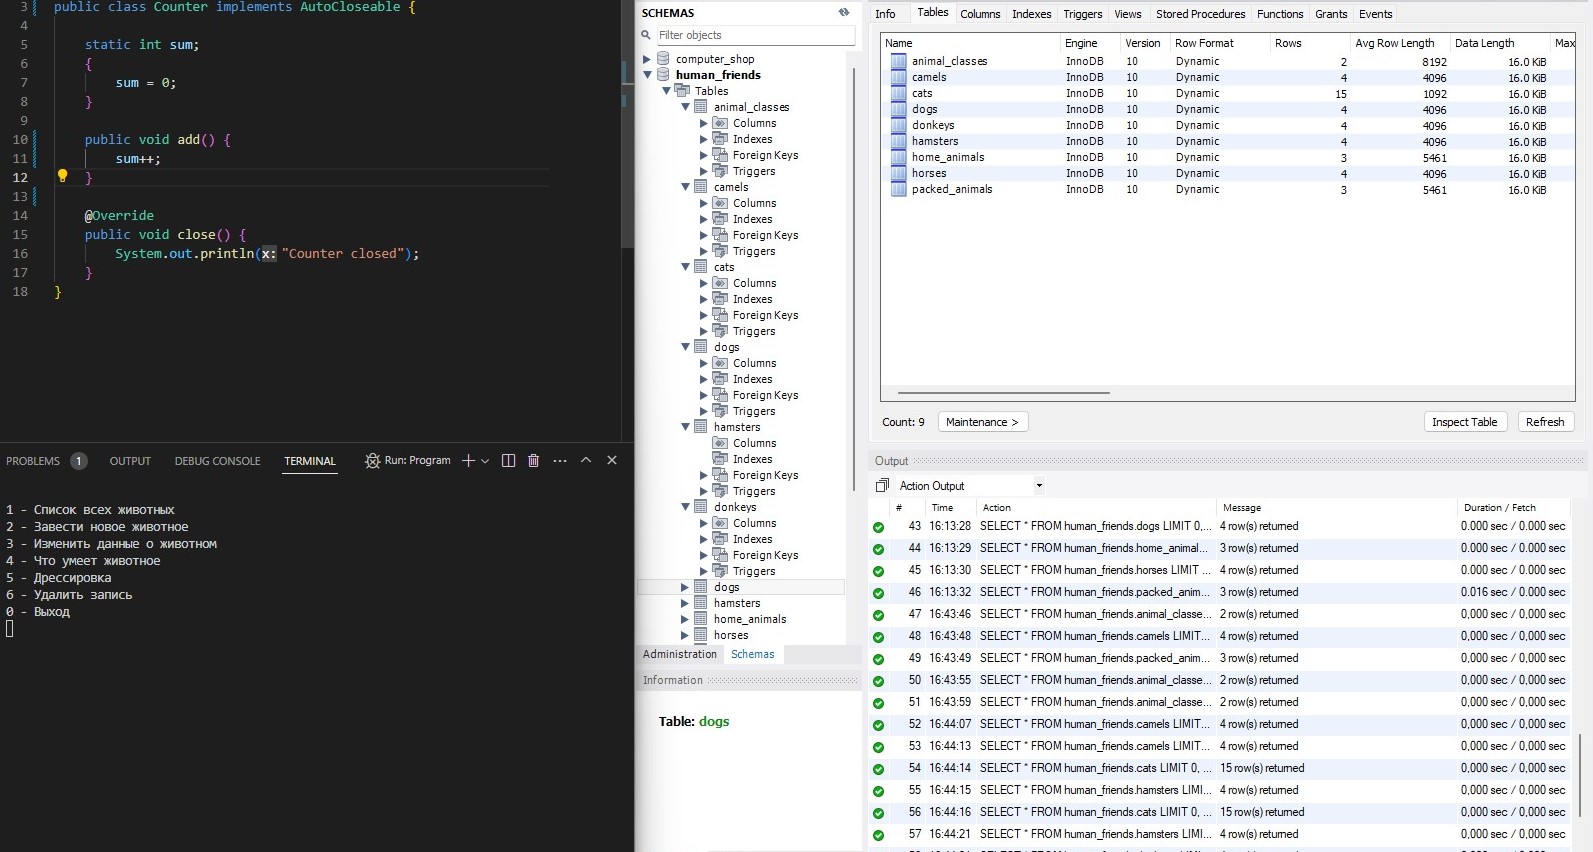 3 public class Counter implements AutoCloseable {
4
5 static int sum;
6 {
7 sum = 0;
8 }
9
10 public void add() {
11 sum++;
12 }
13
14 @Override
15 public void close() {
16 System.out.println(x: "Counter closed");
17 }
18 }
PROBLEMS 1 OUTPUT DEBUG CONSOLE TERMINAL Run: Program
1 - Список всех животных
2 - Завести новое животное
3 - Изменить данные о животном
4 - Что умеет животное
5 - Дрессировка
6 - Удалить запись
0 - Выход
SCHEMAS
Filter objects
computer_shop
human_friends
Tables
animal_classes
Columns
Indexes
Foreign Keys
Triggers
camels
Columns
Indexes
Foreign Keys
Triggers
cats
Columns
Indexes
Foreign Keys
Triggers
dogs
Columns
Indexes
Foreign Keys
Triggers
hamsters
Columns
Indexes
Foreign Keys
Triggers
donkeys
Columns
Indexes
Foreign Keys
Triggers
dogs
hamsters
home_animals
horses
Administration Schemas
Information
Table: dogs
Info Tables Columns Indexes Triggers Views Stored Procedures Functions Grants Events
Name Engine Version Row Format Rows Avg Row Length Data Length Max
animal_classes InnoDB 10 Dynamic 2 8192 16.0 KiB
camels InnoDB 10 Dynamic 4 4096 16.0 KiB
cats InnoDB 10 Dynamic 15 1092 16.0 KiB
dogs InnoDB 10 Dynamic 4 4096 16.0 KiB
donkeys InnoDB 10 Dynamic 4 4096 16.0 KiB
hamsters InnoDB 10 Dynamic 4 4096 16.0 KiB
home_animals InnoDB 10 Dynamic 3 5461 16.0 KiB
horses InnoDB 10 Dynamic 4 4096 16.0 KiB
packed_animals InnoDB 10 Dynamic 3 5461 16.0 KiB
Count: 9 Maintenance > Inspect Table Refresh
Output
Action Output
# Time Action Message Duration / Fetch
43 16:13:28 SELECT * FROM human_friends.dogs LIMIT 0,... 4 row(s) returned 0.000 sec / 0.000 sec
44 16:13:29 SELECT * FROM human_friends.home_animal... 3 row(s) returned 0.000 sec / 0.000 sec
45 16:13:30 SELECT * FROM human_friends.horses LIMIT ... 4 row(s) returned 0.000 sec / 0.000 sec
46 16:13:32 SELECT * FROM human_friends.packed_anim... 3 row(s) returned 0.016 sec / 0.000 sec
47 16:43:46 SELECT * FROM human_friends.animal_classe... 2 row(s) returned 0,000 sec / 0,000 sec
48 16:43:48 SELECT * FROM human_friends.camels LIMIT... 4 row(s) returned 0,000 sec / 0,000 sec
49 16:43:49 SELECT * FROM human_friends.packed_anim... 3 row(s) returned 0,000 sec / 0,000 sec
50 16:43:55 SELECT * FROM human_friends.animal_classe... 2 row(s) returned 0,000 sec / 0,000 sec
51 16:43:59 SELECT * FROM human_friends.animal_classe... 2 row(s) returned 0,000 sec / 0,000 sec
52 16:44:07 SELECT * FROM human_friends.camels LIMIT... 4 row(s) returned 0,000 sec / 0,000 sec
53 16:44:13 SELECT * FROM human_friends.camels LIMIT... 4 row(s) returned 0,000 sec / 0,000 sec
54 16:44:14 SELECT * FROM human_friends.cats LIMIT 0, ... 15 row(s) returned 0,000 sec / 0,000 sec
55 16:44:15 SELECT * FROM human_friends.hamsters LIMI... 4 row(s) returned 0,000 sec / 0,000 sec
56 16:44:16 SELECT * FROM human_friends.cats LIMIT 0, ... 15 row(s) returned 0,000 sec / 0,000 sec
57 16:44:21 SELECT * FROM human_friends.hamsters LIMI... 4 row(s) returned 0,000 sec / 0,000 sec